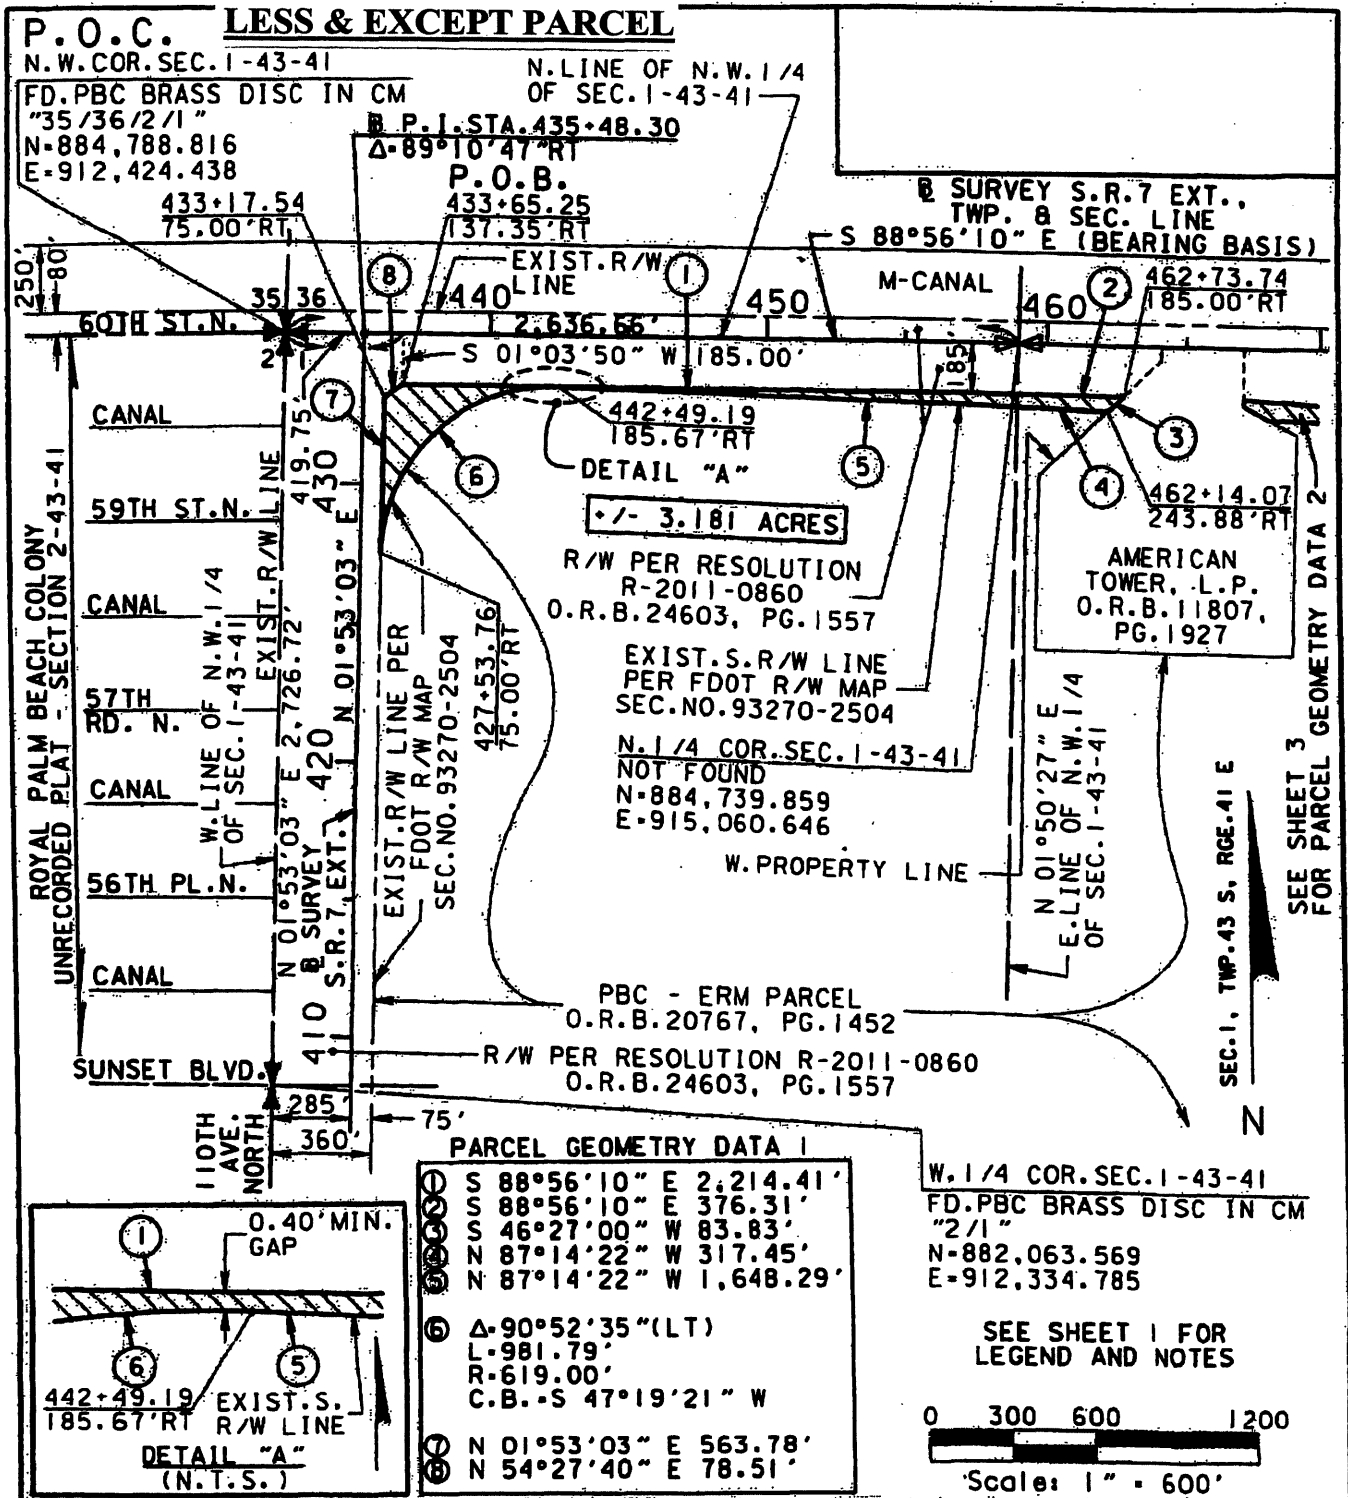 LESS & EXCEPT PARCEL
P.O.C.
N.W.COR.SEC.1-43-41
FD.PBC BRASS DISC IN CM
"35/36/2/1"
N=884,788.816
E=912,424.438
N.LINE OF N.W.1/4
OF SEC.1-43-41
B P.I.STA.435+48.30
Δ=89°10'47"RT
P.O.B.
433+17.54
75.00'RT
433+65.25
137.35'RT
B SURVEY S.R.7 EXT.,
TWP. & SEC. LINE
S 88°56'10" E (BEARING BASIS)
250'
80'
EXIST.R/W
LINE
8
1
M-CANAL
2
462+73.74
185.00'RT
35 36
440
450
460
60TH ST.N.
2,636.66'
2
S 01°03'50" W 185.00'
185'
7
419.75'
430
442+49.19
185.67'RT
DETAIL "A"
6
5
3
4
+/- 3.181 ACRES
462+14.07
243.88'RT
CANAL
59TH ST.N.
CANAL
57TH
RD. N.
CANAL
56TH PL.N.
CANAL
SUNSET BLVD.
ROYAL PALM BEACH COLONY
UNRECORDED PLAT - SECTION 2-43-41
W.LINE OF N.W.1/4
OF SEC.1-43-41
EXIST.R/W LINE
N 01°53'03" E 2,726.72'
N 01°53'03" E
420
410
B SURVEY
S.R.7 EXT.
EXIST.R/W LINE PER
FDOT R/W MAP
SEC.NO.93270-2504
427+53.76
75.00'RT
R/W PER RESOLUTION
R-2011-0860
O.R.B.24603, PG.1557
AMERICAN
TOWER, L.P.
O.R.B.11807,
PG.1927
EXIST.S.R/W LINE
PER FDOT R/W MAP
SEC.NO.93270-2504
N.1/4 COR.SEC.1-43-41
NOT FOUND
N=884,739.859
E=915,060.646
W.PROPERTY LINE
N 01°50'27" E
E.LINE OF N.W.1/4
OF SEC.1-43-41
SEE SHEET 3
FOR PARCEL GEOMETRY DATA 2
SEC.1, TWP.43 S, RGE.41 E
N
PBC - ERM PARCEL
O.R.B.20767, PG.1452
R/W PER RESOLUTION R-2011-0860
O.R.B.24603, PG.1557
285'
75'
360'
110TH
AVE.
NORTH
PARCEL GEOMETRY DATA 1
1 S 88°56'10" E 2,214.41'
2 S 88°56'10" E 376.31'
3 S 46°27'00" W 83.83'
4 N 87°14'22" W 317.45'
5 N 87°14'22" W 1,648.29'
6 Δ=90°52'35"(LT)
L=981.79'
R=619.00'
C.B.=S 47°19'21" W
7 N 01°53'03" E 563.78'
8 N 54°27'40" E 78.51'
W.1/4 COR.SEC.1-43-41
FD.PBC BRASS DISC IN CM
"2/1"
N=882,063.569
E=912,334.785
SEE SHEET 1 FOR
LEGEND AND NOTES
0 300 600 1200
Scale: 1" = 600'
1
0.40'MIN.
GAP
6
5
442+49.19
185.67'RT
EXIST.S.
R/W LINE
DETAIL "A"
(N.T.S.)